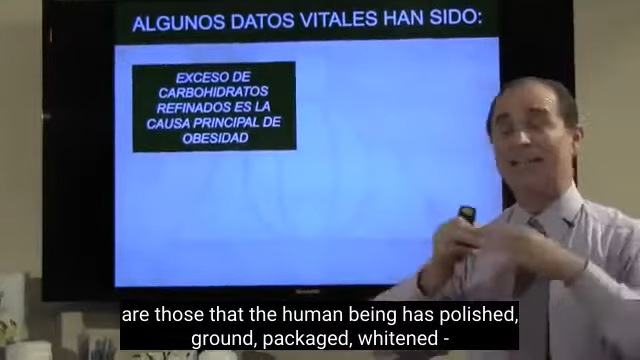 ALGUNOS DATOS VITALES HAN SIDO:
EXCESO DE
CARBOHIDRATOS
REFINADOS ES LA
CAUSA PRINCIPAL DE
OBESIDAD
are those that the human being has polished,
ground, packaged, whitened -